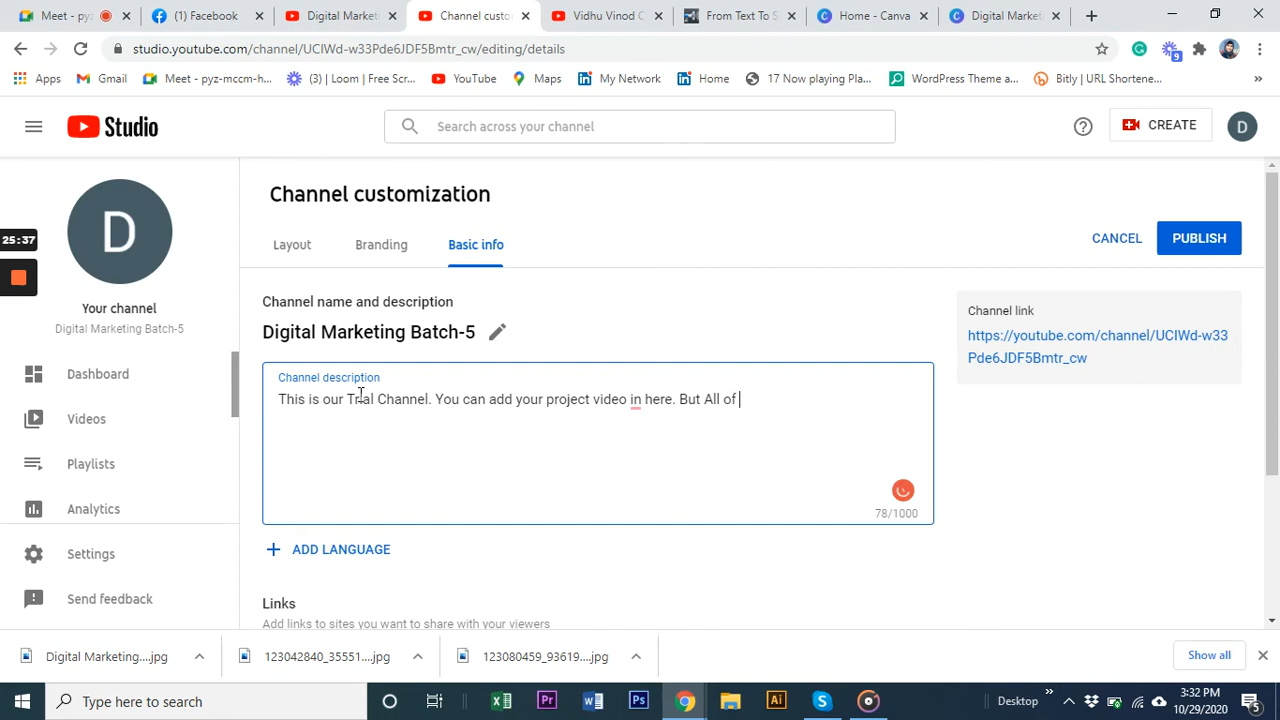 Meet - pyz
(1) Facebook
Digital Market
Channel custo
Vidhu Vinod C
From Text To S
Home - Canva
Digital Market
studio.youtube.com/channel/UCIWd-w33Pde6JDF5Bmtr_cw/editing/details
9
Apps
Gmail
Meet - pyz-mccm-h...
(3) | Loom | Free Scr...
YouTube
Maps
My Network
Home
17 Now playing Pla...
WordPress Theme a...
Bitly | URL Shortene...
»
Studio
Search across your channel
CREATE
D
D
25:37
Your channel
Digital Marketing Batch-5
Dashboard
Videos
Playlists
Analytics
Settings
Send feedback
Channel customization
Layout
Branding
Basic info
CANCEL
PUBLISH
Channel name and description
Digital Marketing Batch-5
Channel description
This is our Trial Channel. You can add your project video in here. But All of
78/1000
ADD LANGUAGE
Links
Add links to sites you want to share with your viewers
Channel link
https://youtube.com/channel/UCIWd-w33
Pde6JDF5Bmtr_cw
Digital Marketing....jpg
123042840_35551...jpg
123080459_93619...jpg
Show all
Type here to search
Desktop
»
3:32 PM
10/29/2020
5